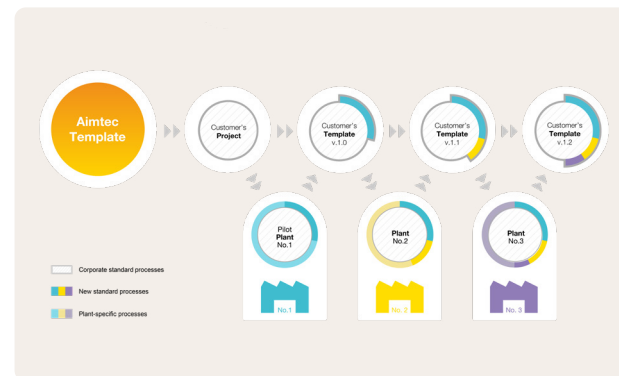 Aimtec
Template
Customer's
Project
Customer's
Template
v.1.0
Customer's
Template
v.1.1
Customer's
Template
v.1.2
Pilot
Plant
No.1
Plant
No.2
Plant
No.3
No.1
No. 2
No. 3
Corporate standard processes
New standard processes
Plant-specific processes